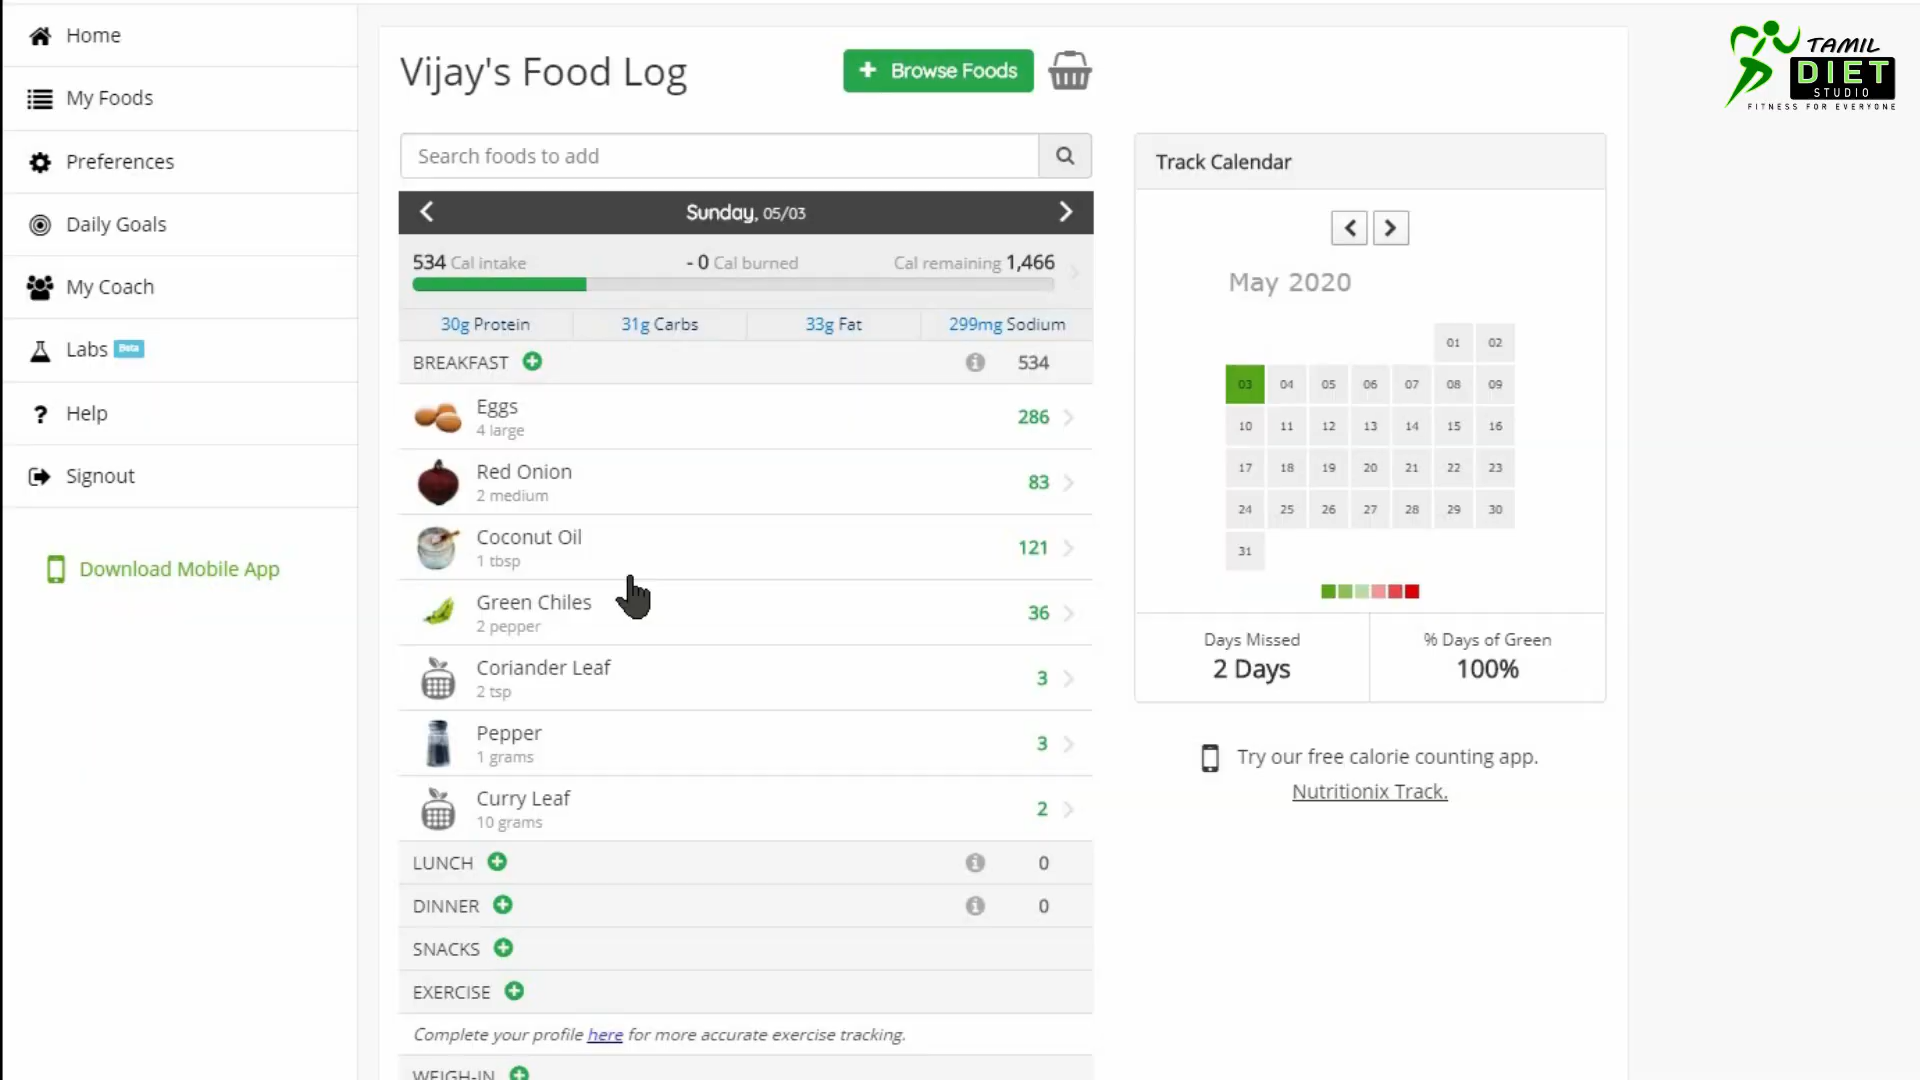 Home
My Foods
Preferences
Daily Goals
My Coach
Labs Beta
Help
Signout
Download Mobile App
Vijay's Food Log
+ Browse Foods
Search foods to add
Sunday, 05/03
534 Cal intake - 0 Cal burned Cal remaining 1,466
30g Protein 31g Carbs 33g Fat 299mg Sodium
BREAKFAST 534
Eggs
4 large
286
Red Onion
2 medium
83
Coconut Oil
1 tbsp
121
Green Chiles
2 pepper
36
Coriander Leaf
2 tsp
3
Pepper
1 grams
3
Curry Leaf
10 grams
2
LUNCH 0
DINNER 0
SNACKS
EXERCISE
Complete your profile here for more accurate exercise tracking.
WEIGH-IN
Track Calendar
May 2020
01 02
03 04 05 06 07 08 09
10 11 12 13 14 15 16
17 18 19 20 21 22 23
24 25 26 27 28 29 30
31
Days Missed
2 Days
% Days of Green
100%
Try our free calorie counting app.
Nutritionix Track.
TAMIL
DIET
STUDIO
FITNESS FOR EVERYONE